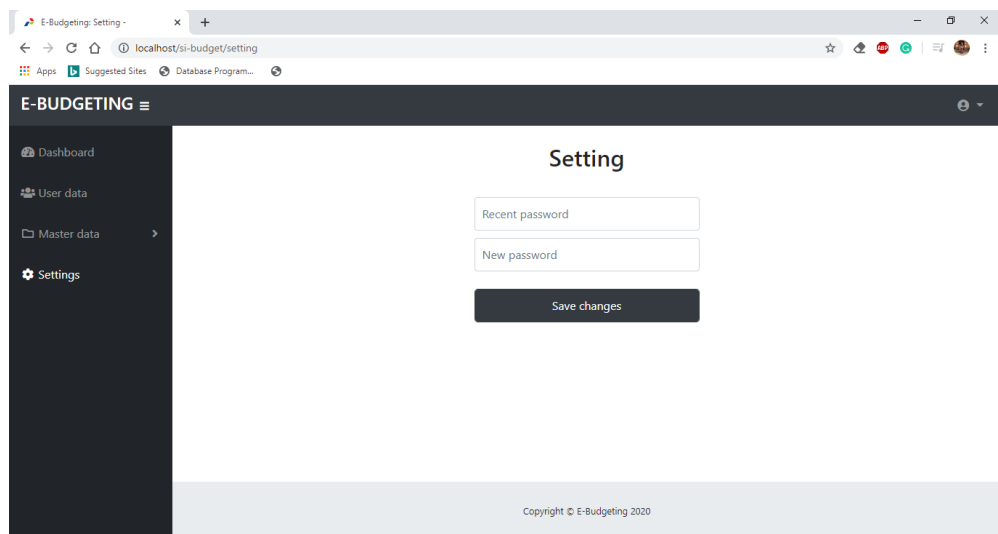 E-Budgeting: Setting -
localhost/si-budget/setting
Apps Suggested Sites Database Program...
E-BUDGETING
Dashboard
User data
Master data
Settings
Setting
Recent password
New password
Save changes
Copyright © E-Budgeting 2020